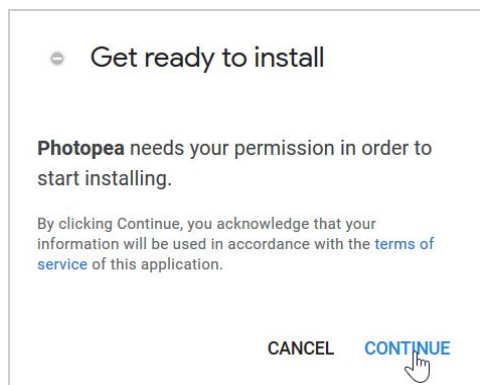 Get ready to install
Photopea needs your permission in order to
start installing.
By clicking Continue, you acknowledge that your
information will be used in accordance with the terms of
service of this application.
CANCEL CONTINUE